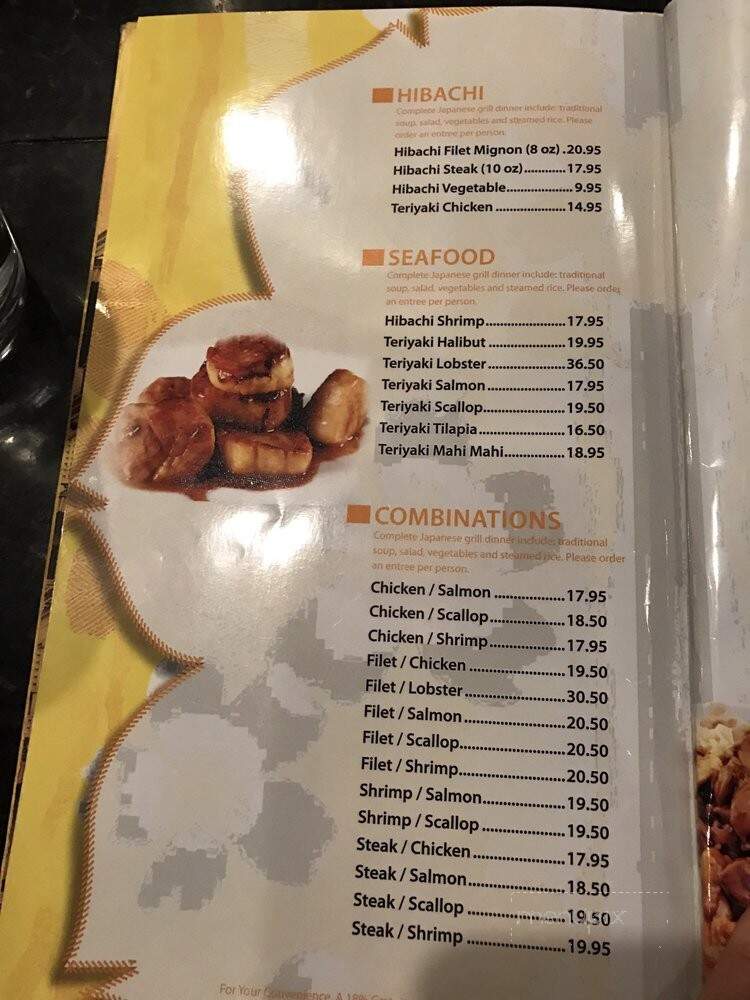 HIBACHI
Complete Japanese grill dinner include: traditional
soup, salad, vegetables and steamed rice. Please
order an entree per person.
Hibachi Filet Mignon (8 oz) .20.95
Hibachi Steak (10 oz)............17.95
Hibachi Vegetable................. 9.95
Teriyaki Chicken .................... 14.95
SEAFOOD
Complete Japanese grill dinner include: traditional
soup, salad, vegetables and steamed rice. Please order
an entree per person.
Hibachi Shrimp.......................17.95
Teriyaki Halibut ......................19.95
Teriyaki Lobster......................36.50
Teriyaki Salmon ......................17.95
Teriyaki Scallop.......................19.50
Teriyaki Tilapia ........................16.50
Teriyaki Mahi Mahi.................18.95
COMBINATIONS
Complete Japanese grill dinner include: traditional
soup, salad, vegetables and steamed rice. Please order
an entree per person.
Chicken / Salmon ..................17.95
Chicken / Scallop...................18.50
Chicken / Shrimp...................17.95
Filet / Chicken ........................19.50
Filet / Lobster.........................30.50
Filet / Salmon.........................20.50
Filet / Scallop..........................20.50
Filet / Shrimp..........................20.50
Shrimp / Salmon....................19.50
Shrimp / Scallop ....................19.50
Steak / Chicken ......................17.95
Steak / Salmon.......................18.50
Steak / Scallop .......................19.50
Steak / Shrimp .......................19.95
For Your Convenience, A 18%